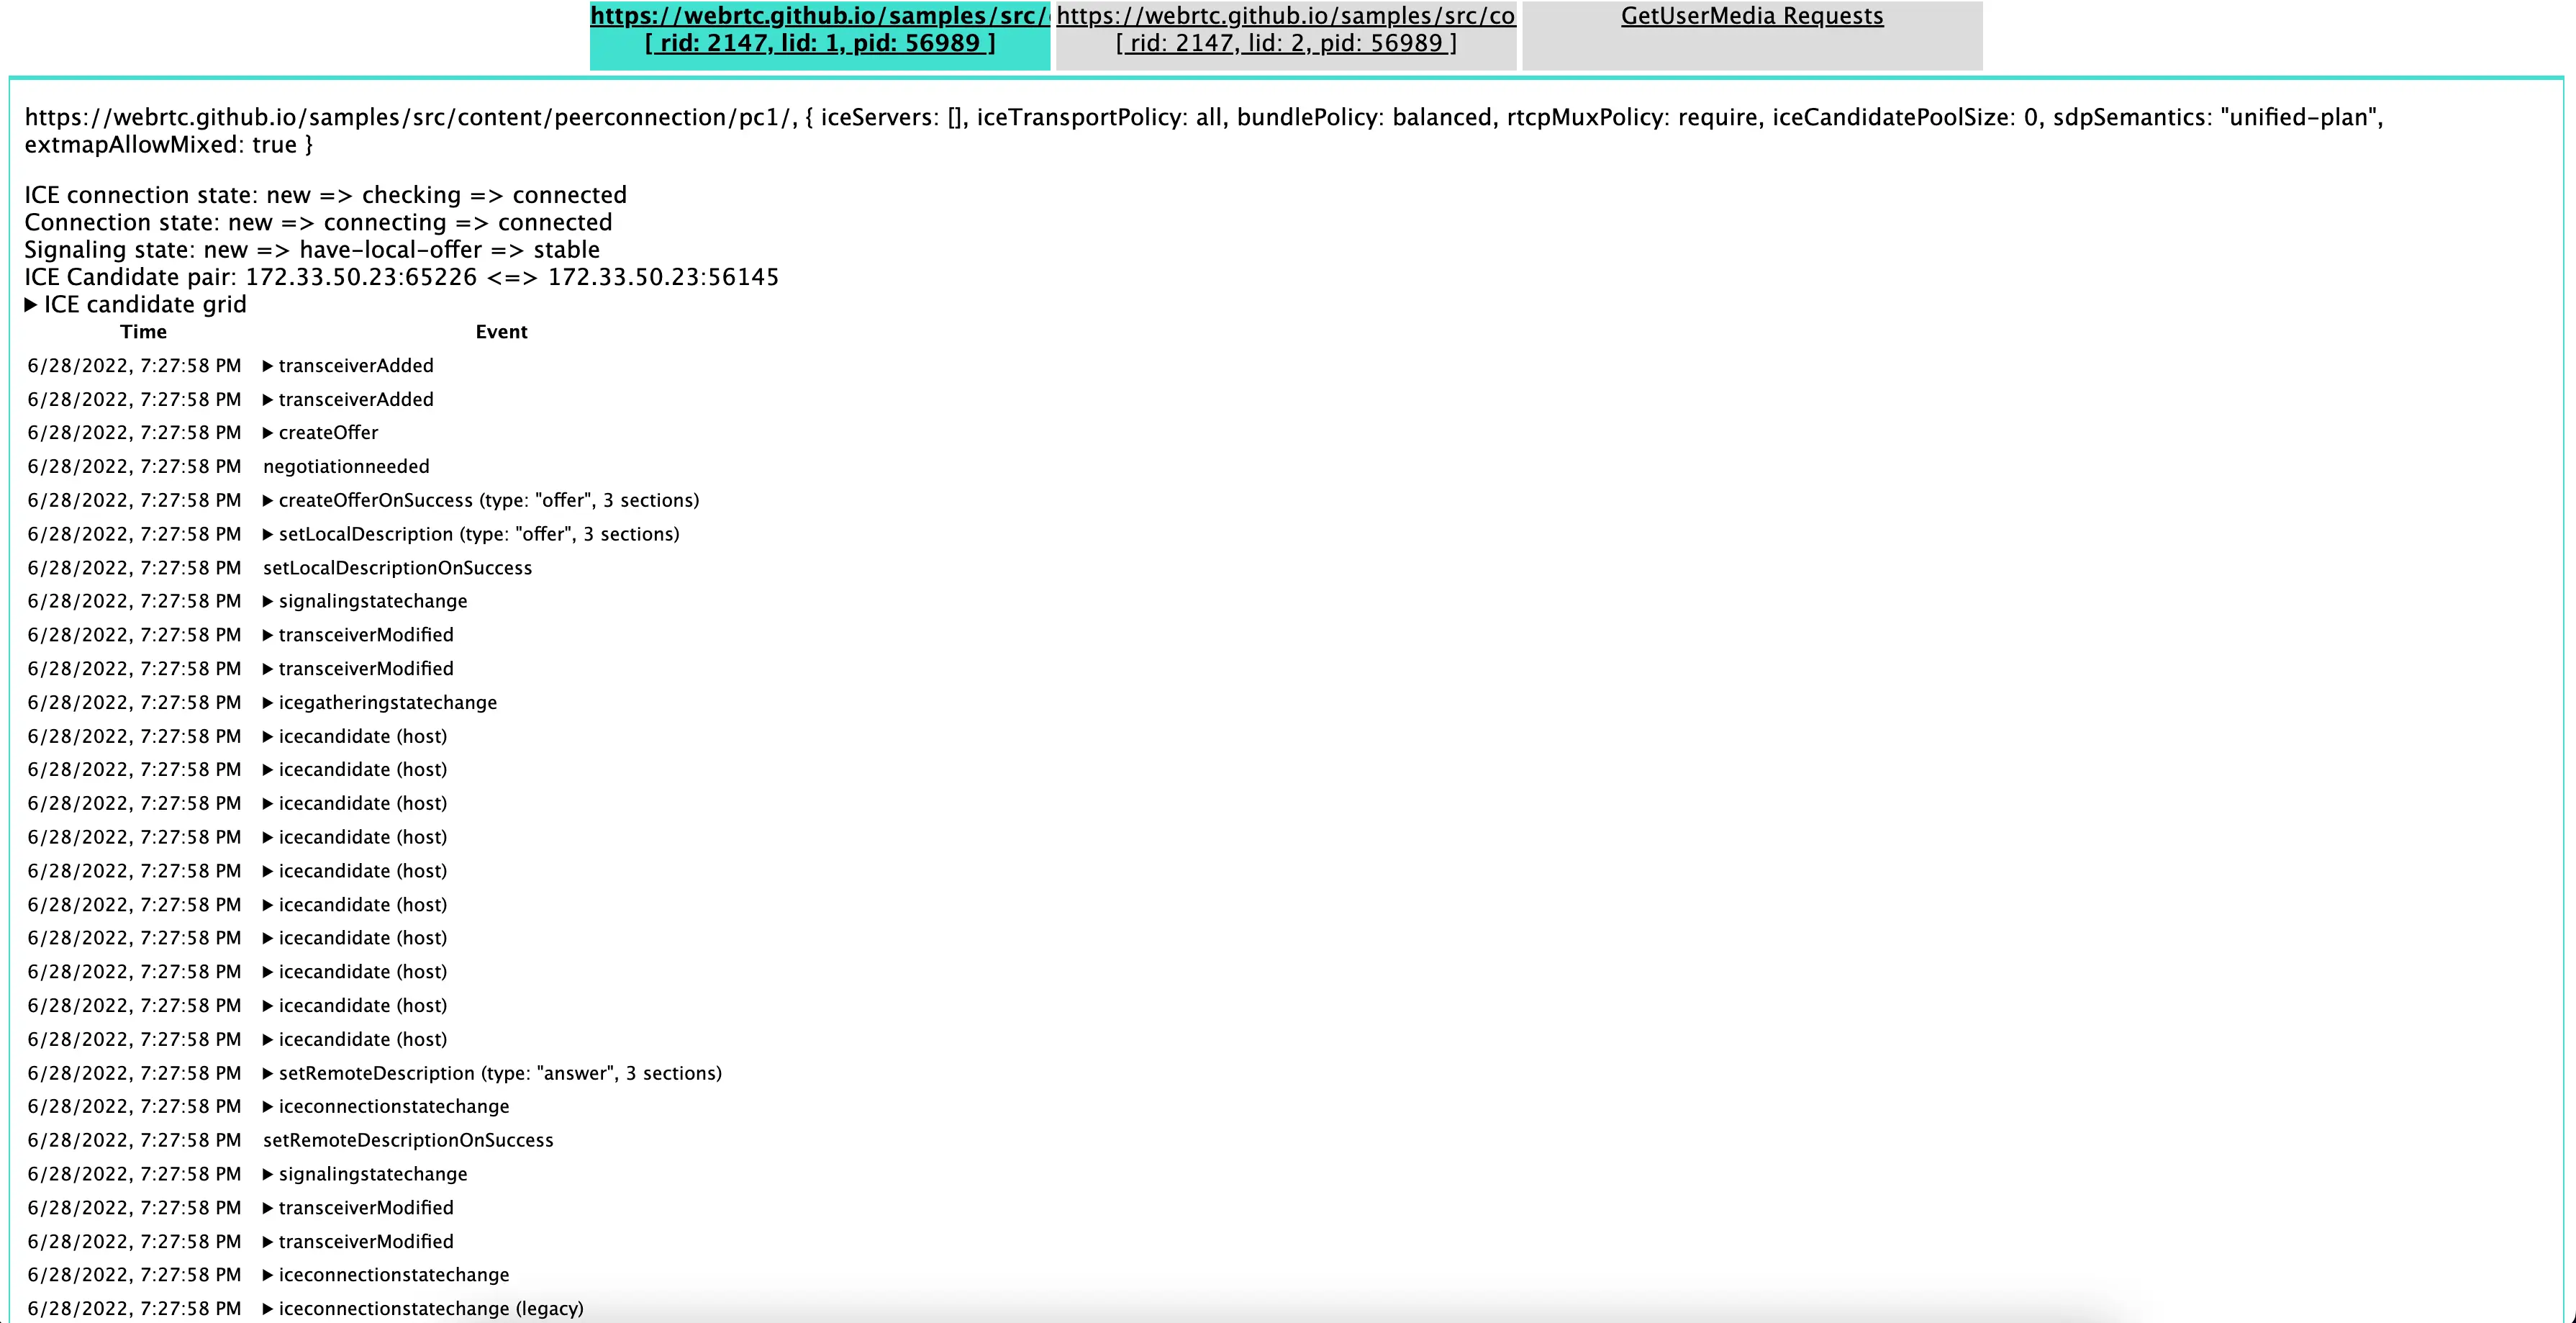 https://webrtc.github.io/samples/src/
[ rid: 2147, lid: 1, pid: 56989 ]
https://webrtc.github.io/samples/src/co
[ rid: 2147, lid: 2, pid: 56989 ]
GetUserMedia Requests
https://webrtc.github.io/samples/src/content/peerconnection/pc1/, { iceServers: [], iceTransportPolicy: all, bundlePolicy: balanced, rtcpMuxPolicy: require, iceCandidatePoolSize: 0, sdpSemantics: "unified-plan",
extmapAllowMixed: true }
ICE connection state: new => checking => connected
Connection state: new => connecting => connected
Signaling state: new => have-local-offer => stable
ICE Candidate pair: 172.33.50.23:65226 <=> 172.33.50.23:56145
▶ ICE candidate grid
Time Event
6/28/2022, 7:27:58 PM ▶ transceiverAdded
6/28/2022, 7:27:58 PM ▶ transceiverAdded
6/28/2022, 7:27:58 PM ▶ createOffer
6/28/2022, 7:27:58 PM negotiationneeded
6/28/2022, 7:27:58 PM ▶ createOfferOnSuccess (type: "offer", 3 sections)
6/28/2022, 7:27:58 PM ▶ setLocalDescription (type: "offer", 3 sections)
6/28/2022, 7:27:58 PM setLocalDescriptionOnSuccess
6/28/2022, 7:27:58 PM ▶ signalingstatechange
6/28/2022, 7:27:58 PM ▶ transceiverModified
6/28/2022, 7:27:58 PM ▶ transceiverModified
6/28/2022, 7:27:58 PM ▶ icegatheringstatechange
6/28/2022, 7:27:58 PM ▶ icecandidate (host)
6/28/2022, 7:27:58 PM ▶ icecandidate (host)
6/28/2022, 7:27:58 PM ▶ icecandidate (host)
6/28/2022, 7:27:58 PM ▶ icecandidate (host)
6/28/2022, 7:27:58 PM ▶ icecandidate (host)
6/28/2022, 7:27:58 PM ▶ icecandidate (host)
6/28/2022, 7:27:58 PM ▶ icecandidate (host)
6/28/2022, 7:27:58 PM ▶ icecandidate (host)
6/28/2022, 7:27:58 PM ▶ icecandidate (host)
6/28/2022, 7:27:58 PM ▶ icecandidate (host)
6/28/2022, 7:27:58 PM ▶ setRemoteDescription (type: "answer", 3 sections)
6/28/2022, 7:27:58 PM ▶ iceconnectionstatechange
6/28/2022, 7:27:58 PM setRemoteDescriptionOnSuccess
6/28/2022, 7:27:58 PM ▶ signalingstatechange
6/28/2022, 7:27:58 PM ▶ transceiverModified
6/28/2022, 7:27:58 PM ▶ transceiverModified
6/28/2022, 7:27:58 PM ▶ iceconnectionstatechange
6/28/2022, 7:27:58 PM ▶ iceconnectionstatechange (legacy)